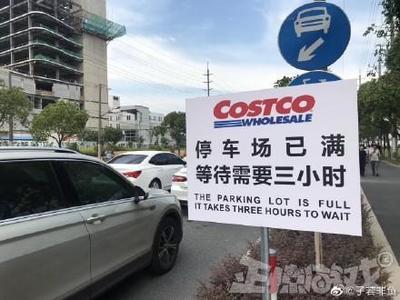 COSTCO
WHOLESALE
停车场已满
等待需要三小时
THE PARKING LOT IS FULL
IT TAKES THREE HOURS TO WAIT